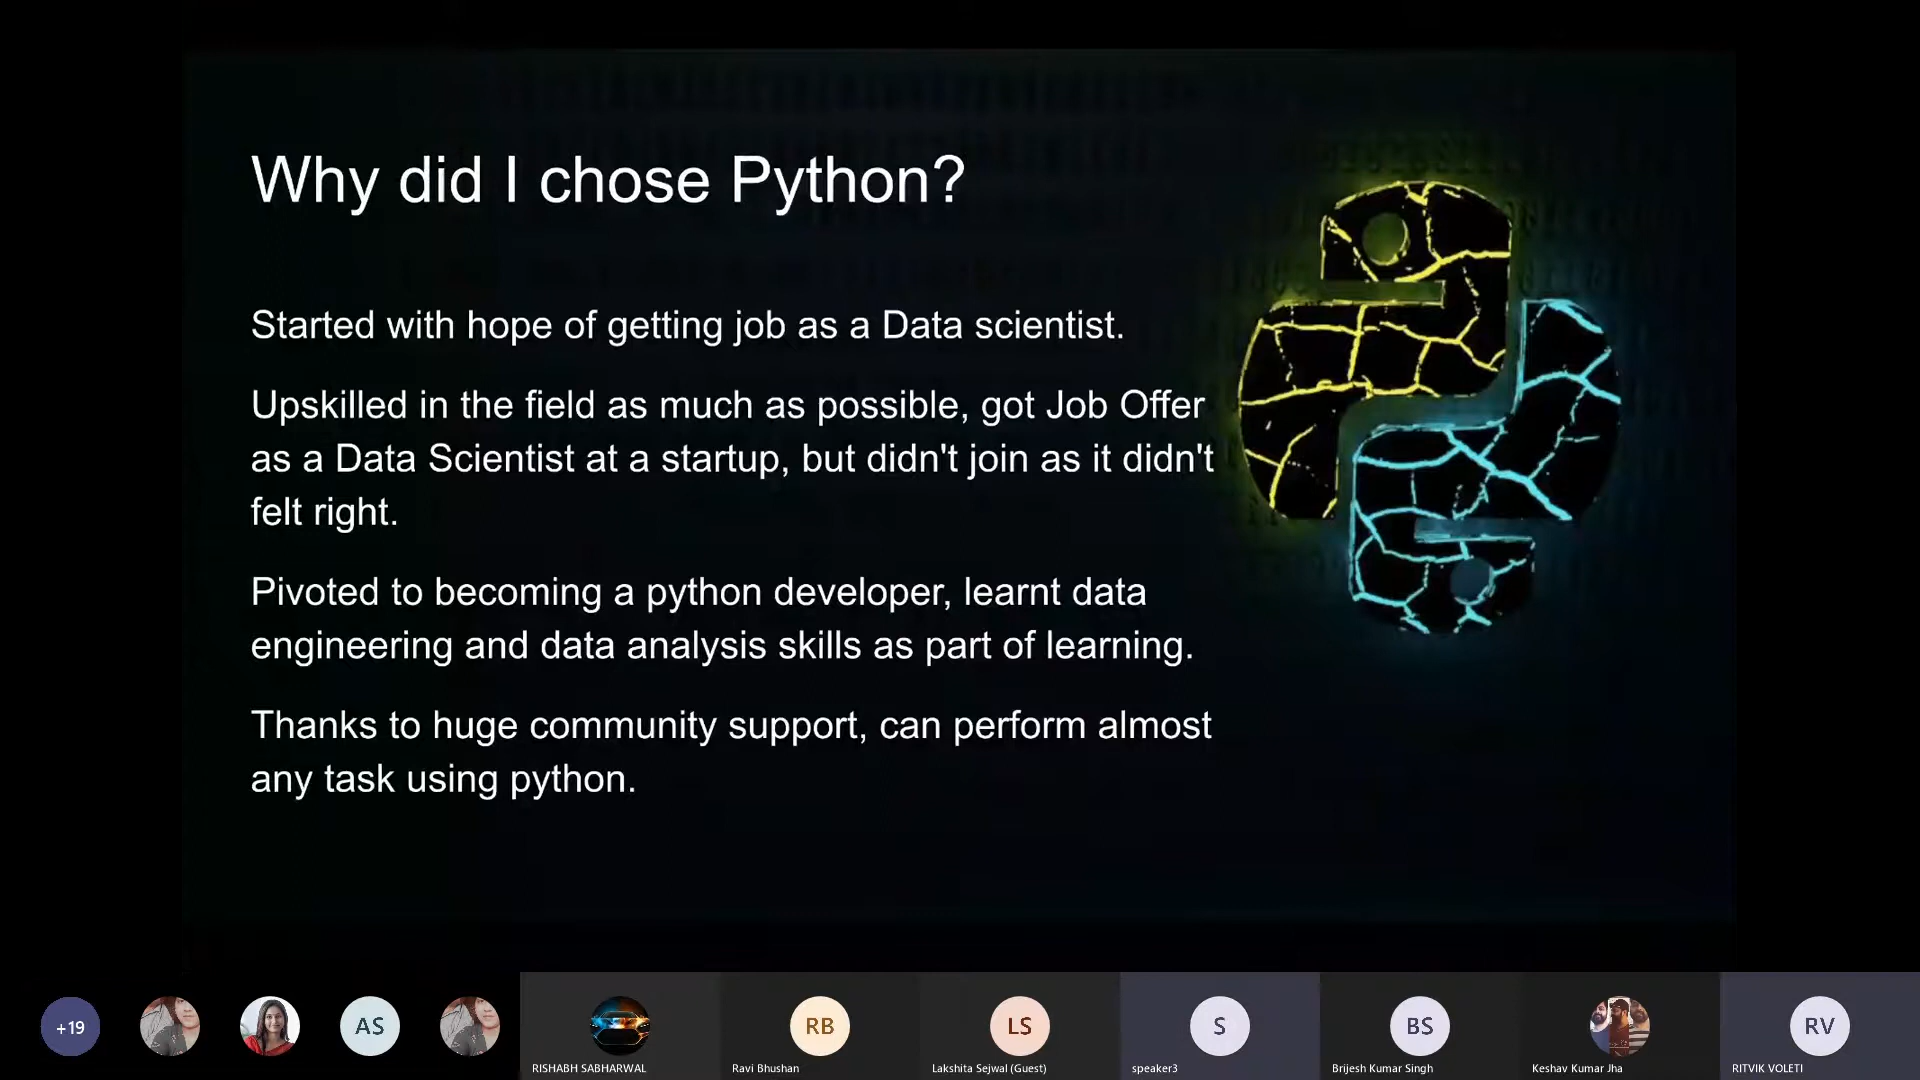 Why did I chose Python?
Started with hope of getting job as a Data scientist.
Upskilled in the field as much as possible, got Job Offer
as a Data Scientist at a startup, but didn't join as it didn't
felt right.
Pivoted to becoming a python developer, learnt data
engineering and data analysis skills as part of learning.
Thanks to huge community support, can perform almost
any task using python.
+19
AS
RB
LS
S
BS
RV
RISHABH SABHARWAL
Ravi Bhushan
Lakshita Sejwal (Guest)
speaker3
Brijesh Kumar Singh
Keshav Kumar Jha
RITVIK VOLETI